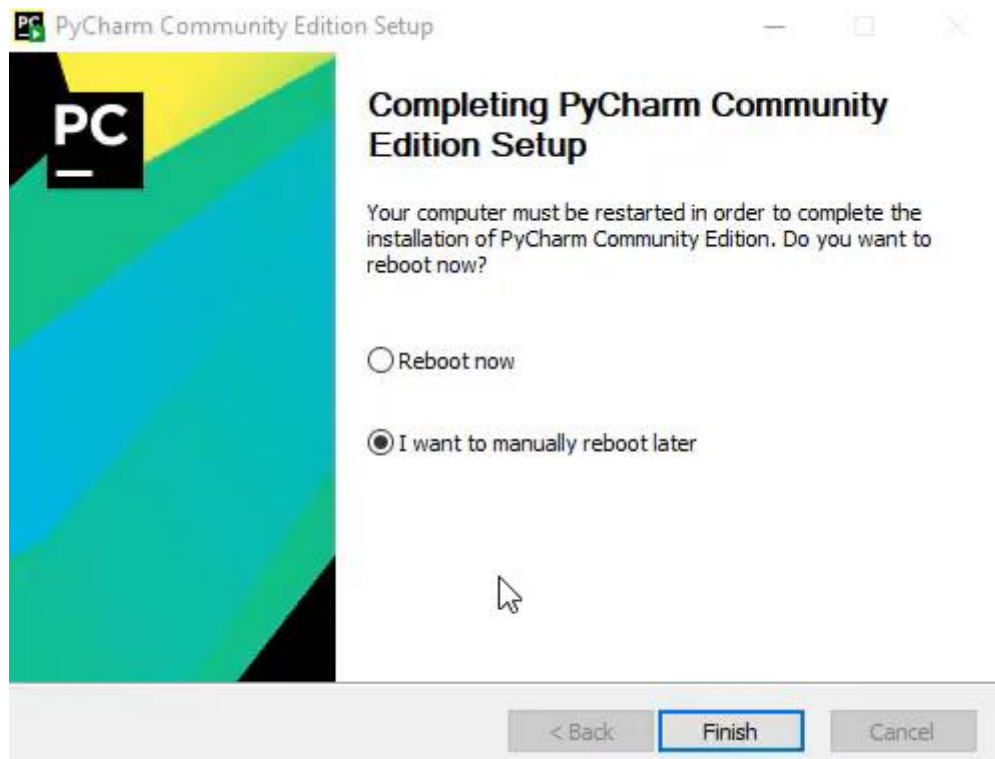 PyCharm Community Edition Setup
PC
Completing PyCharm Community
Edition Setup
Your computer must be restarted in order to complete the
installation of PyCharm Community Edition. Do you want to
reboot now?
Reboot now
I want to manually reboot later
< Back Finish Cancel